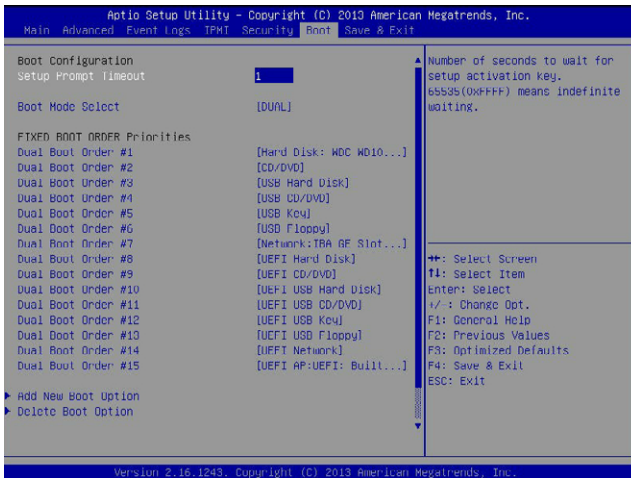 Aptio Setup Utility - Copyright (C) 2013 American Megatrends, Inc.
Main Advanced Event Logs IPMI Security Boot Save & Exit
Boot Configuration
Setup Prompt Timeout 1
Boot Mode Select [DUAL]
FIXED BOOT ORDER Priorities
Dual Boot Order #1 [Hard Disk: WDC WD10...]
Dual Boot Order #2 [CD/DVD]
Dual Boot Order #3 [USB Hard Disk]
Dual Boot Order #4 [USB CD/DVD]
Dual Boot Order #5 [USB Key]
Dual Boot Order #6 [USB Floppy]
Dual Boot Order #7 [Network:IBA GE Slot...]
Dual Boot Order #8 [UEFI Hard Disk]
Dual Boot Order #9 [UEFI CD/DVD]
Dual Boot Order #10 [UEFI USB Hard Disk]
Dual Boot Order #11 [UEFI USB CD/DVD]
Dual Boot Order #12 [UEFI USB Key]
Dual Boot Order #13 [UEFI USB Floppy]
Dual Boot Order #14 [UEFI Network]
Dual Boot Order #15 [UEFI AP:UEFI: Built...]
Add New Boot Option
Delete Boot Option
Number of seconds to wait for
setup activation key.
65535(0xFFFF) means indefinite
waiting.
→←: Select Screen
↑↓: Select Item
Enter: Select
+/-: Change Opt.
F1: General Help
F2: Previous Values
F3: Optimized Defaults
F4: Save & Exit
ESC: Exit
Version 2.16.1243. Copyright (C) 2013 American Megatrends, Inc.